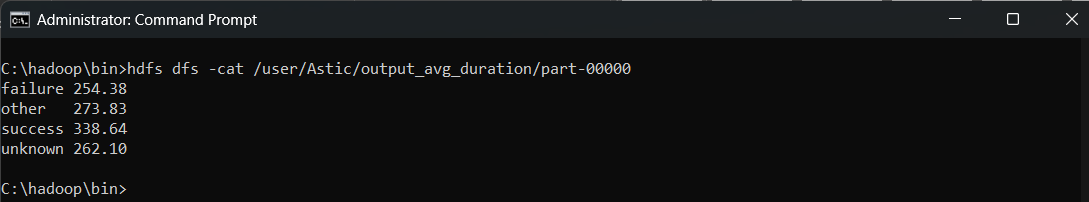 Administrator: Command Prompt
C:\hadoop\bin>hdfs dfs -cat /user/Astic/output_avg_duration/part-00000
failure 254.38
other   273.83
success 338.64
unknown 262.10
C:\hadoop\bin>